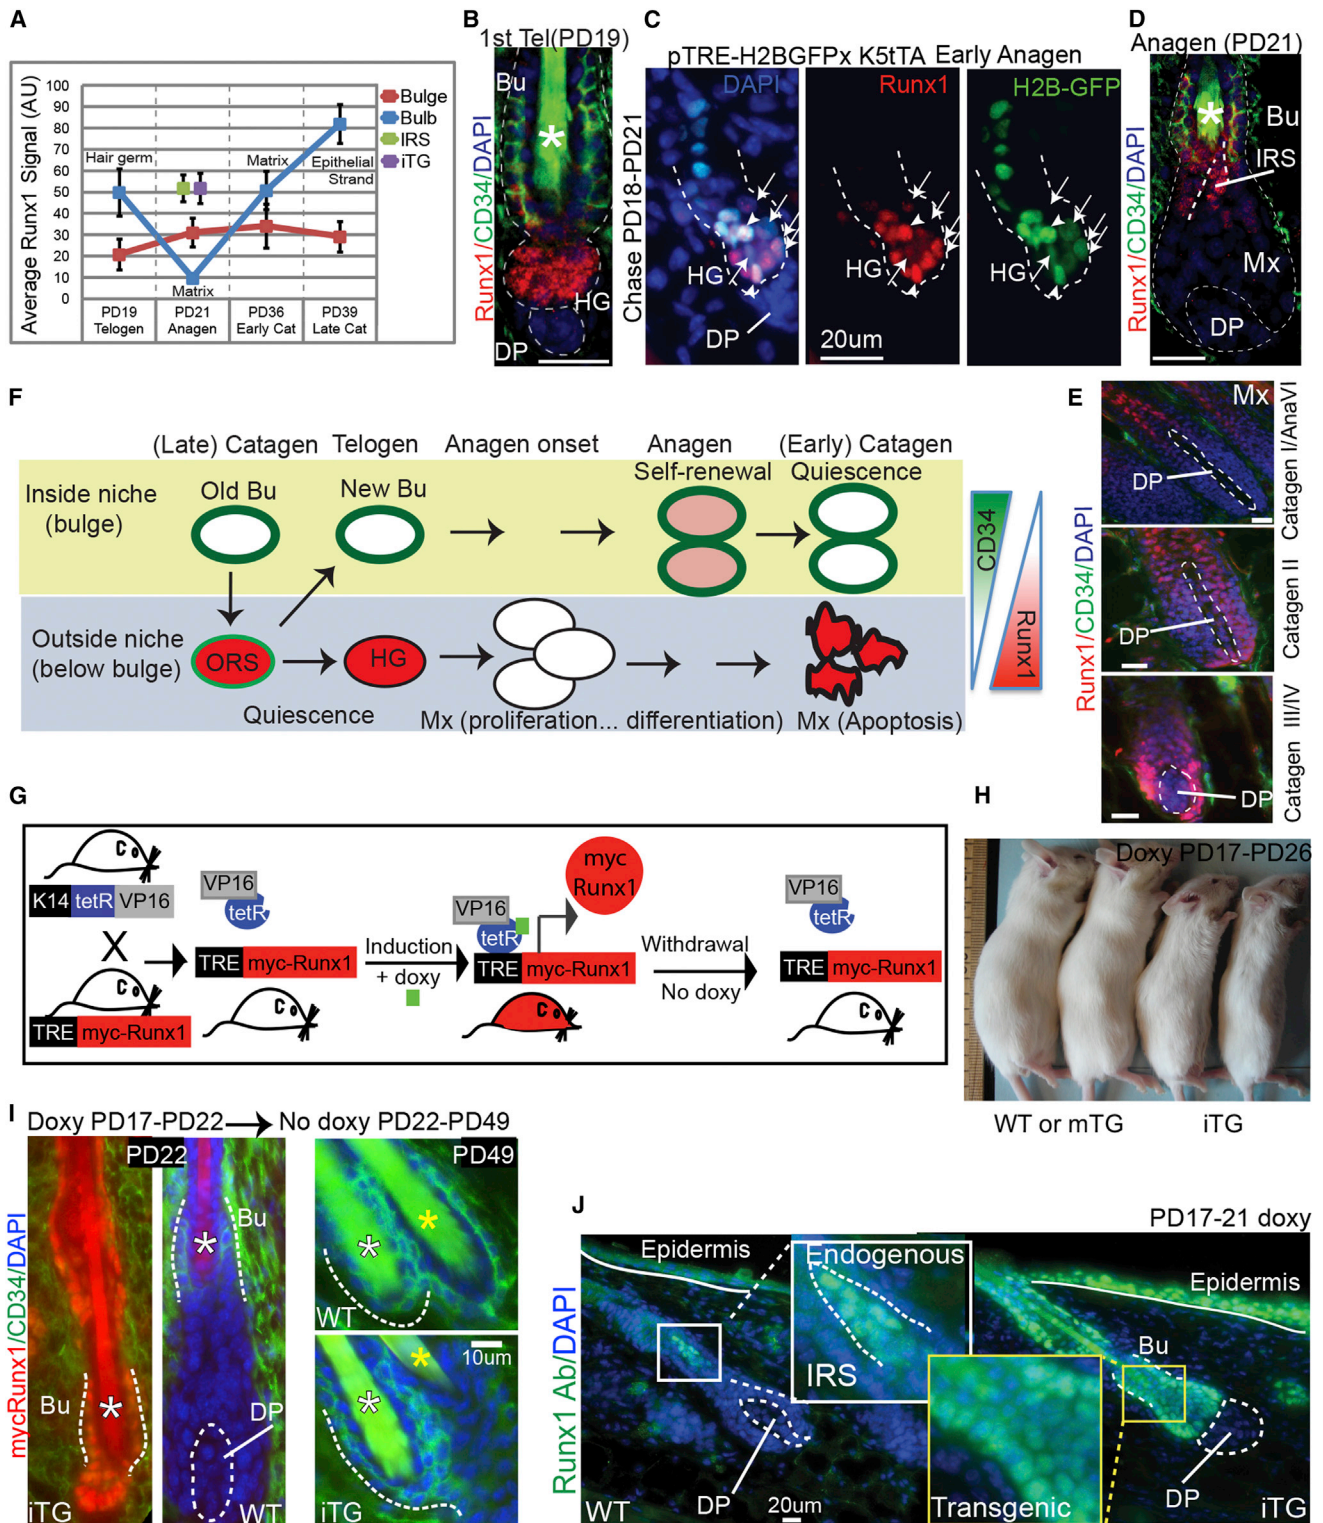 A
Average Runx1 Signal (AU)
100
90
80
70
60
50
40
30
20
10
0
Hair germ
Matrix
Matrix
Epithelial
Strand
Bulge
Bulb
IRS
iTG
PD19
Telogen
PD21
Anagen
PD36
Early Cat
PD39
Late Cat
B
1st Tel(PD19)
Runx1/CD34/DAPI
Bu
*
HG
DP
C
pTRE-H2BGFPx K5tTA Early Anagen
Chase PD18-PD21
DAPI
HG
DP
Runx1
HG
20um
H2B-GFP
HG
D
Anagen (PD21)
Runx1/CD34/DAPI
*
Bu
IRS
Mx
DP
F
(Late) Catagen
Telogen
Anagen onset
Anagen
(Early) Catagen
Inside niche
(bulge)
Old Bu
New Bu
Self-renewal
Quiescence
Outside niche
(below bulge)
ORS
HG
Quiescence
Mx (proliferation... differentiation)
Mx (Apoptosis)
CD34
Runx1
E
Runx1/CD34/DAPI
Mx
DP
Catagen I/AnaVI
DP
Catagen II
DP
Catagen III/IV
G
K14 tetR VP16
X
TRE myc-Runx1
VP16
tetR
TRE myc-Runx1
Induction
+ doxy
VP16
tetR
myc
Runx1
TRE myc-Runx1
Withdrawal
No doxy
VP16
tetR
TRE myc-Runx1
H
Doxy PD17-PD26
WT or mTG
iTG
I
Doxy PD17-PD22
No doxy PD22-PD49
mycRunx1/CD34/DAPI
PD22
Bu
*
iTG
Bu
*
DP
WT
PD49
*
*
WT
10um
*
*
iTG
J
PD17-21 doxy
Runx1 Ab/DAPI
Epidermis
Endogenous
IRS
DP
WT
20um
Epidermis
Bu
Transgenic
DP
iTG